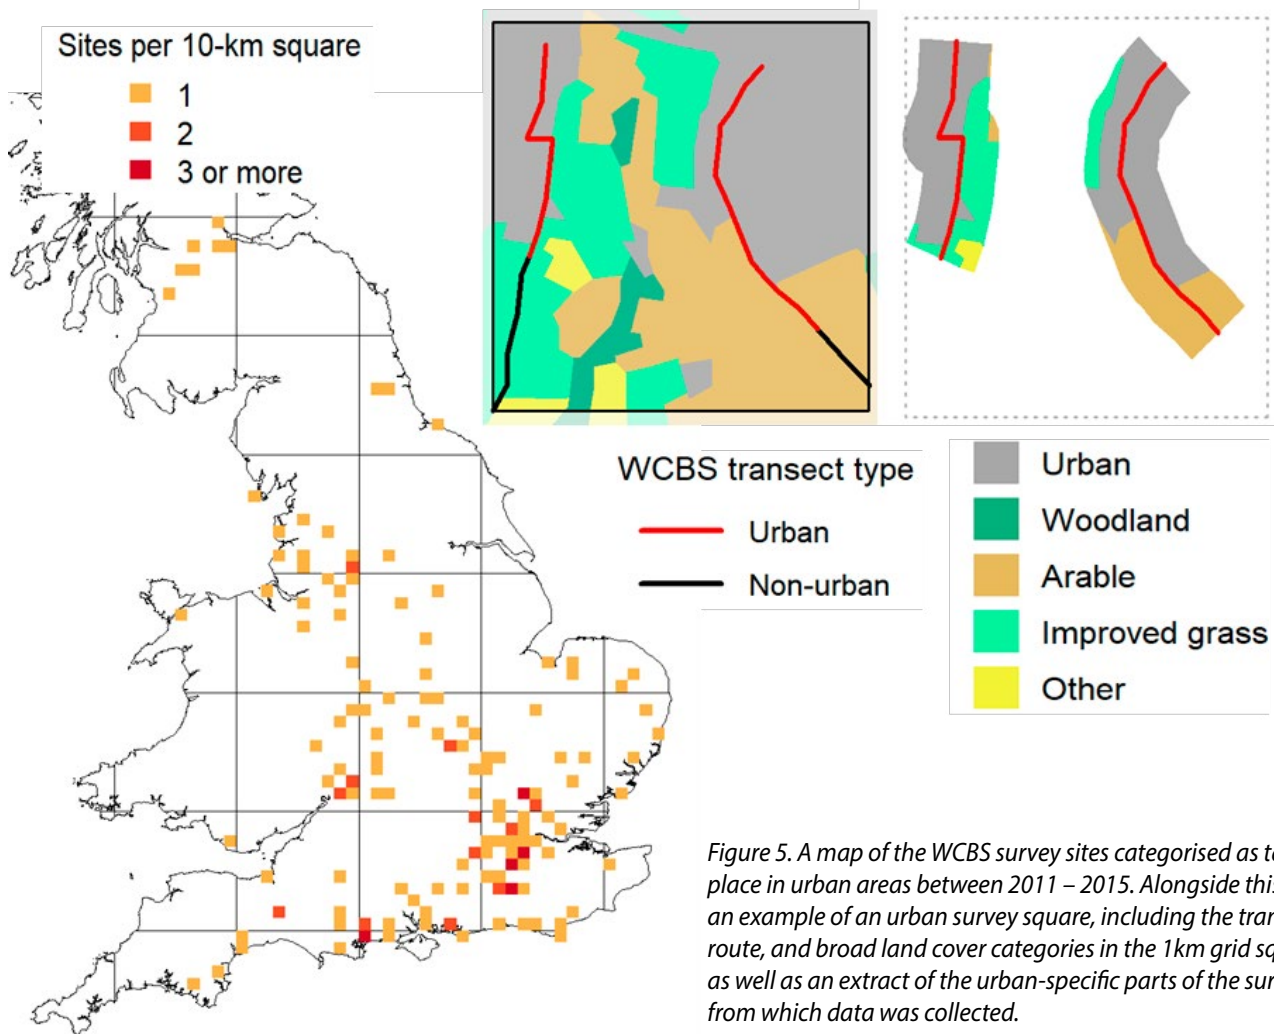 Sites per 10-km square
1
2
3 or more
WCBS transect type
Urban
Non-urban
Urban
Woodland
Arable
Improved grass
Other
Figure 5. A map of the WCBS survey sites categorised as
place in urban areas between 2011 – 2015. Alongside this
an example of an urban survey square, including the
route, and broad land cover categories in the 1km grid
as well as an extract of the urban-specific parts of the
from which data was collected.